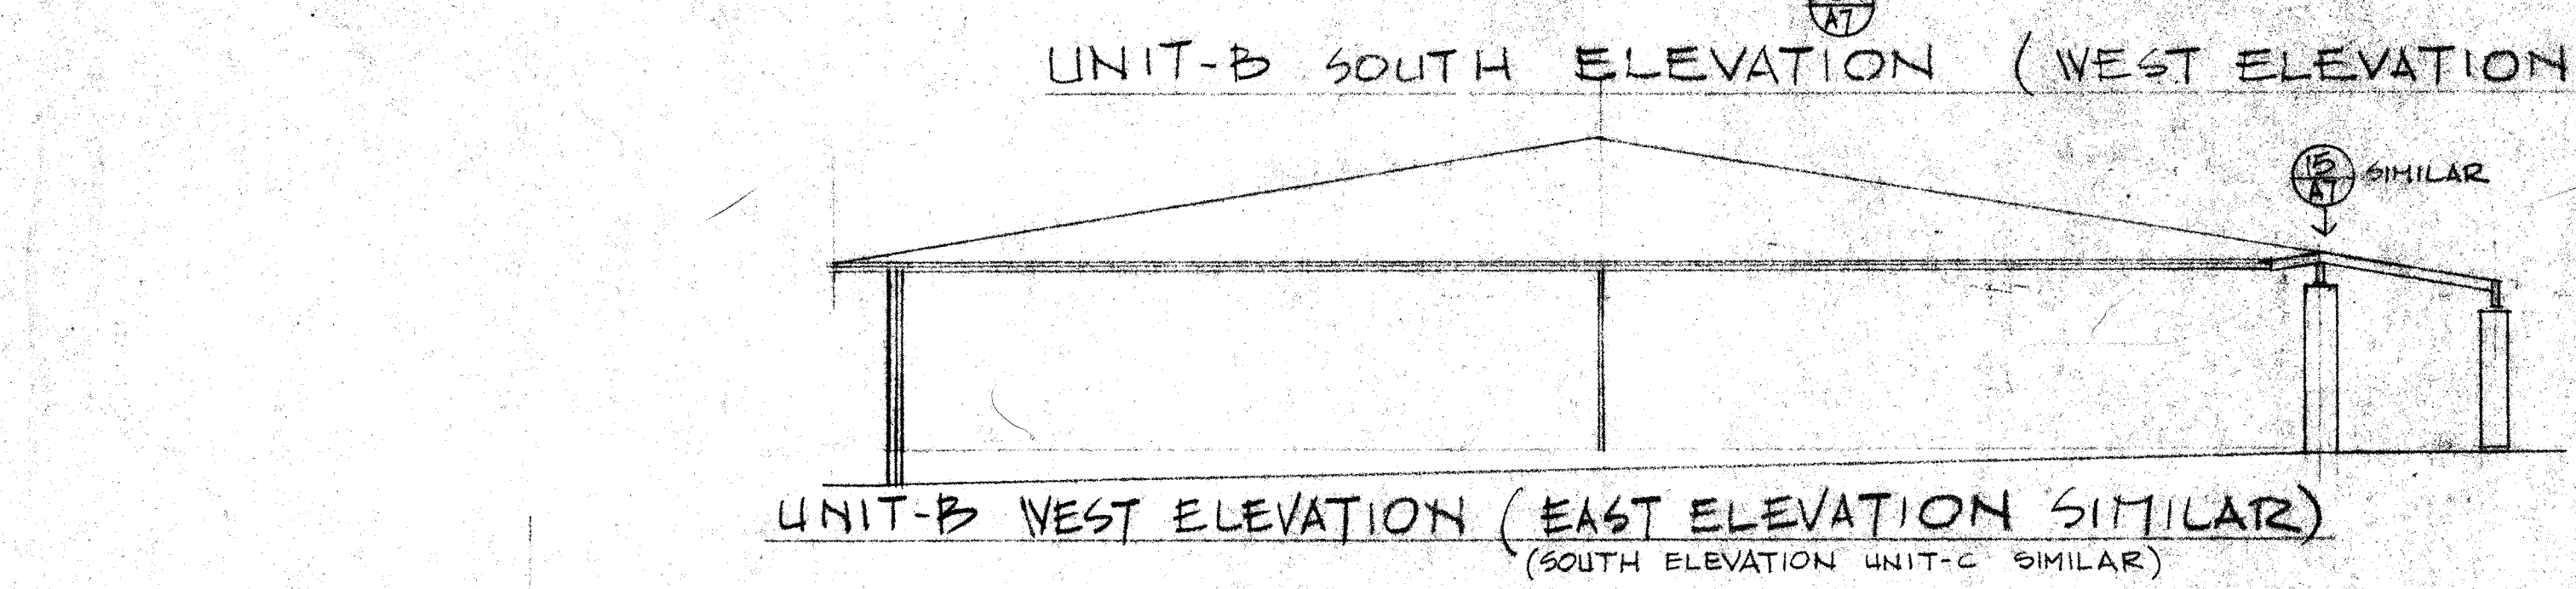 A7
UNIT-B SOUTH ELEVATION (WEST ELEVATION
15
A7
SIMILAR
UNIT-B WEST ELEVATION (EAST ELEVATION SIMILAR)
(SOUTH ELEVATION UNIT-C SIMILAR)